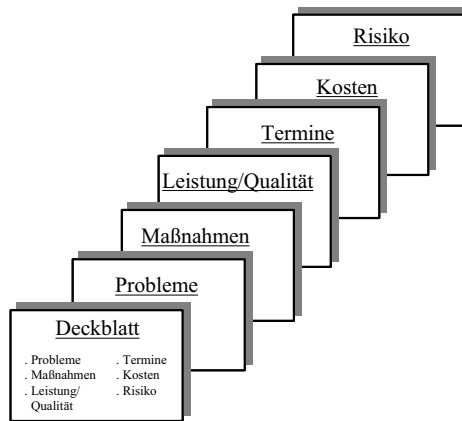 Risiko
Kosten
Termine
Leistung/Qualität
Maßnahmen
Probleme
Deckblatt
. Probleme
. Maßnahmen
. Leistung/
Qualität
. Termine
. Kosten
. Risiko